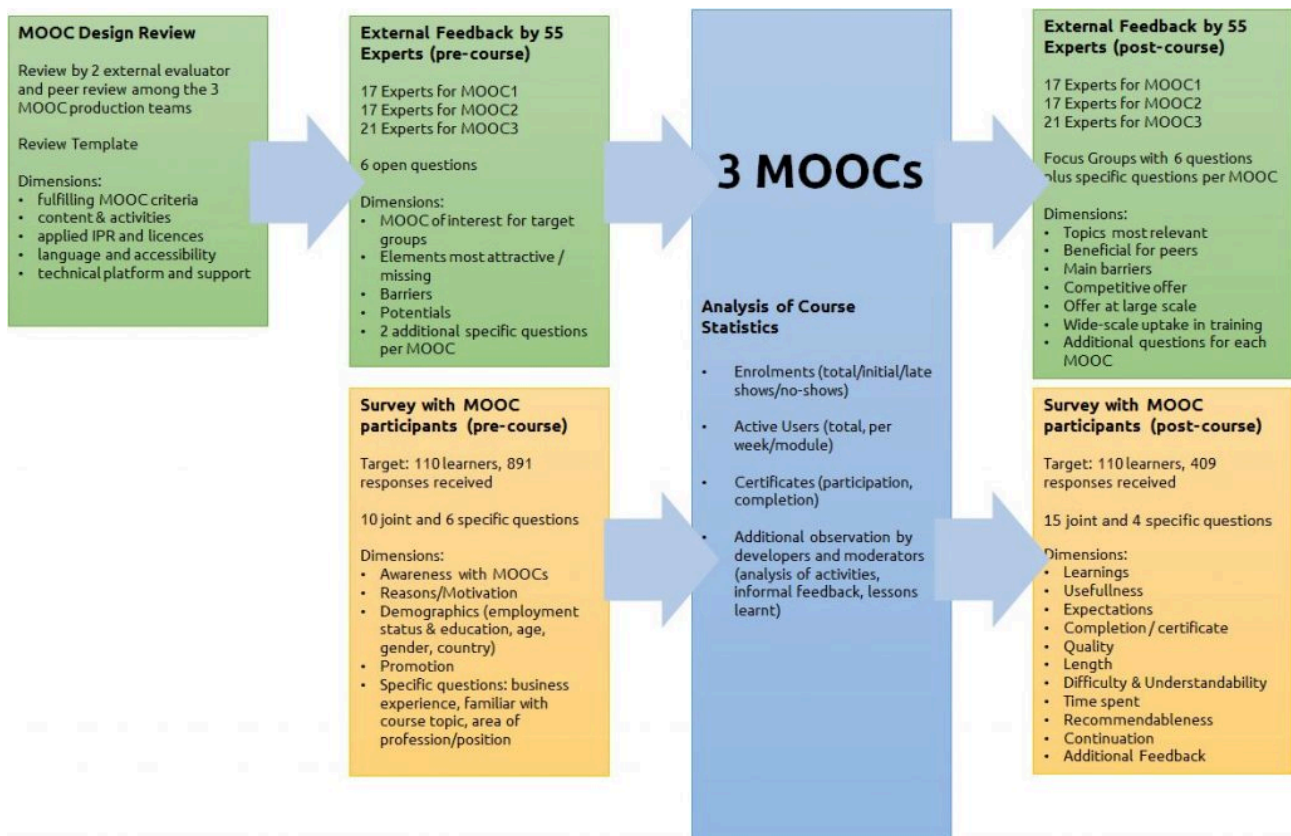 MOOC Design Review
Review by 2 external evaluator
and peer review among the 3
MOOC production teams
Review Template
Dimensions:
• fulfilling MOOC criteria
• content & activities
• applied IPR and licences
• language and accessibility
• technical platform and support
External Feedback by 55
Experts (pre-course)
17 Experts for MOOC1
17 Experts for MOOC2
21 Experts for MOOC3
6 open questions
Dimensions:
• MOOC of interest for target
groups
• Elements most attractive /
missing
• Barriers
• Potentials
• 2 additional specific questions
per MOOC
Survey with MOOC
participants (pre-course)
Target: 110 learners, 891
responses received
10 joint and 6 specific questions
Dimensions:
• Awareness with MOOCs
• Reasons/Motivation
• Demographics (employment
status & education, age,
gender, country)
• Promotion
• Specific questions: business
experience, familiar with
course topic, area of
profession/position
3 MOOCs
Analysis of Course
Statistics
• Enrolments (total/initial/late
shows/no-shows)
• Active Users (total, per
week/module)
• Certificates (participation,
completion)
• Additional observation by
developers and moderators
(analysis of activities,
informal feedback, lessons
learnt)
External Feedback by 55
Experts (post-course)
17 Experts for MOOC1
17 Experts for MOOC2
21 Experts for MOOC3
Focus Groups with 6 questions
plus specific questions per MOOC
Dimensions:
• Topics most relevant
• Beneficial for peers
• Main barriers
• Competitive offer
• Offer at large scale
• Wide-scale uptake in training
• Additional questions for each
MOOC
Survey with MOOC
participants (post-course)
Target: 110 learners, 409
responses received
15 joint and 4 specific questions
Dimensions:
• Learnings
• Usefullness
• Expectations
• Completion / certificate
• Quality
• Length
• Difficulty & Understandability
• Time spent
• Recommendableness
• Continuation
• Additional Feedback